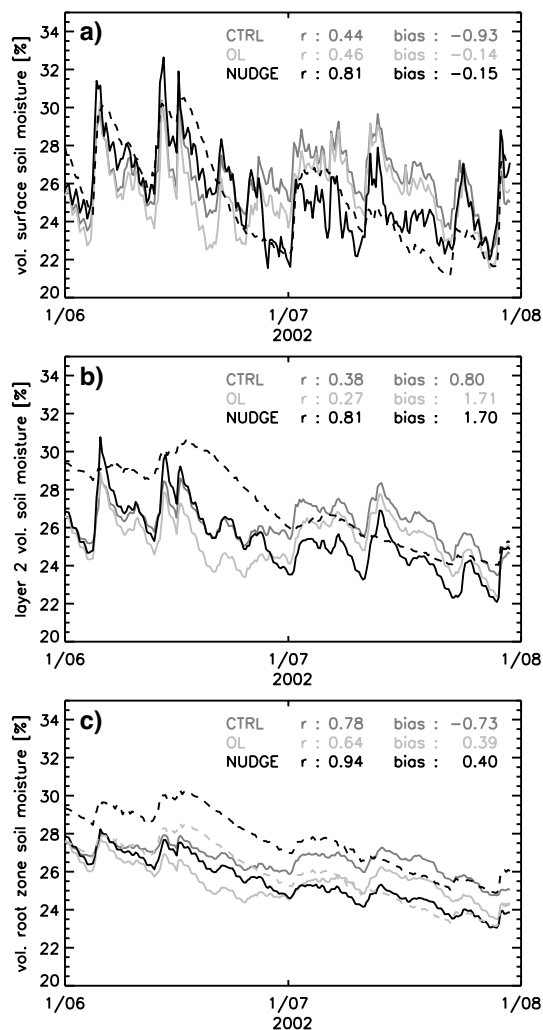 a)
CTRL r : 0.44 bias : −0.93
OL r : 0.46 bias : −0.14
NUDGE r : 0.81 bias : −0.15
vol. surface soil moisture [%]
34
32
30
28
26
24
22
20
1/06 1/07 1/08
2002
b)
CTRL r : 0.38 bias : 0.80
OL r : 0.27 bias : 1.71
NUDGE r : 0.81 bias : 1.70
layer 2 vol. soil moisture [%]
34
32
30
28
26
24
22
20
1/06 1/07 1/08
2002
c)
CTRL r : 0.78 bias : −0.73
OL r : 0.64 bias : 0.39
NUDGE r : 0.94 bias : 0.40
vol. root zone soil moisture [%]
34
32
30
28
26
24
22
20
1/06 1/07 1/08
2002